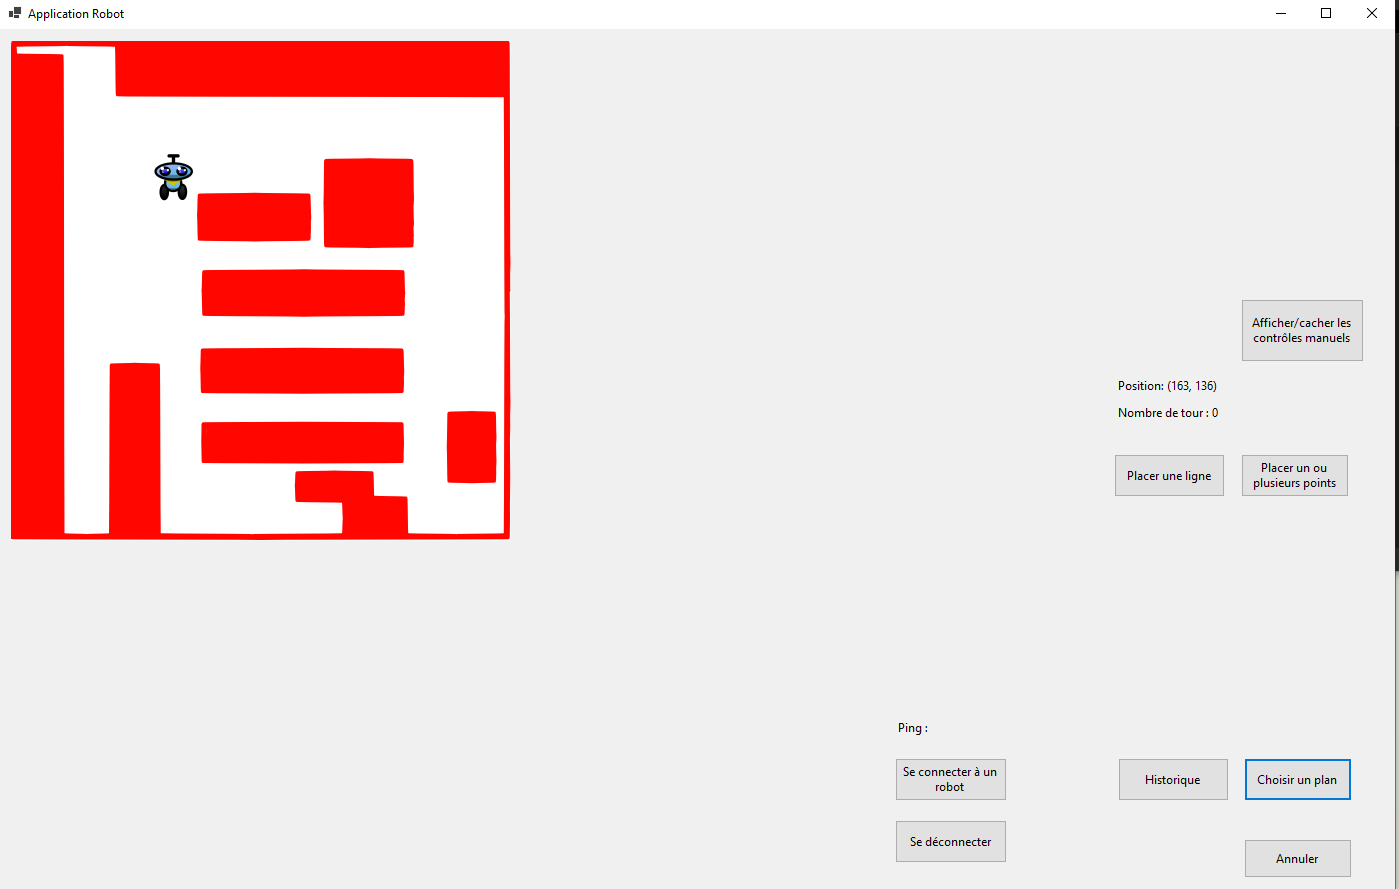 Application Robot
Afficher/cacher les
contrôles manuels
Position: (163, 136)
Nombre de tour : 0
Placer une ligne
Placer un ou
plusieurs points
Ping :
Se connecter à un
robot
Historique
Choisir un plan
Se déconnecter
Annuler